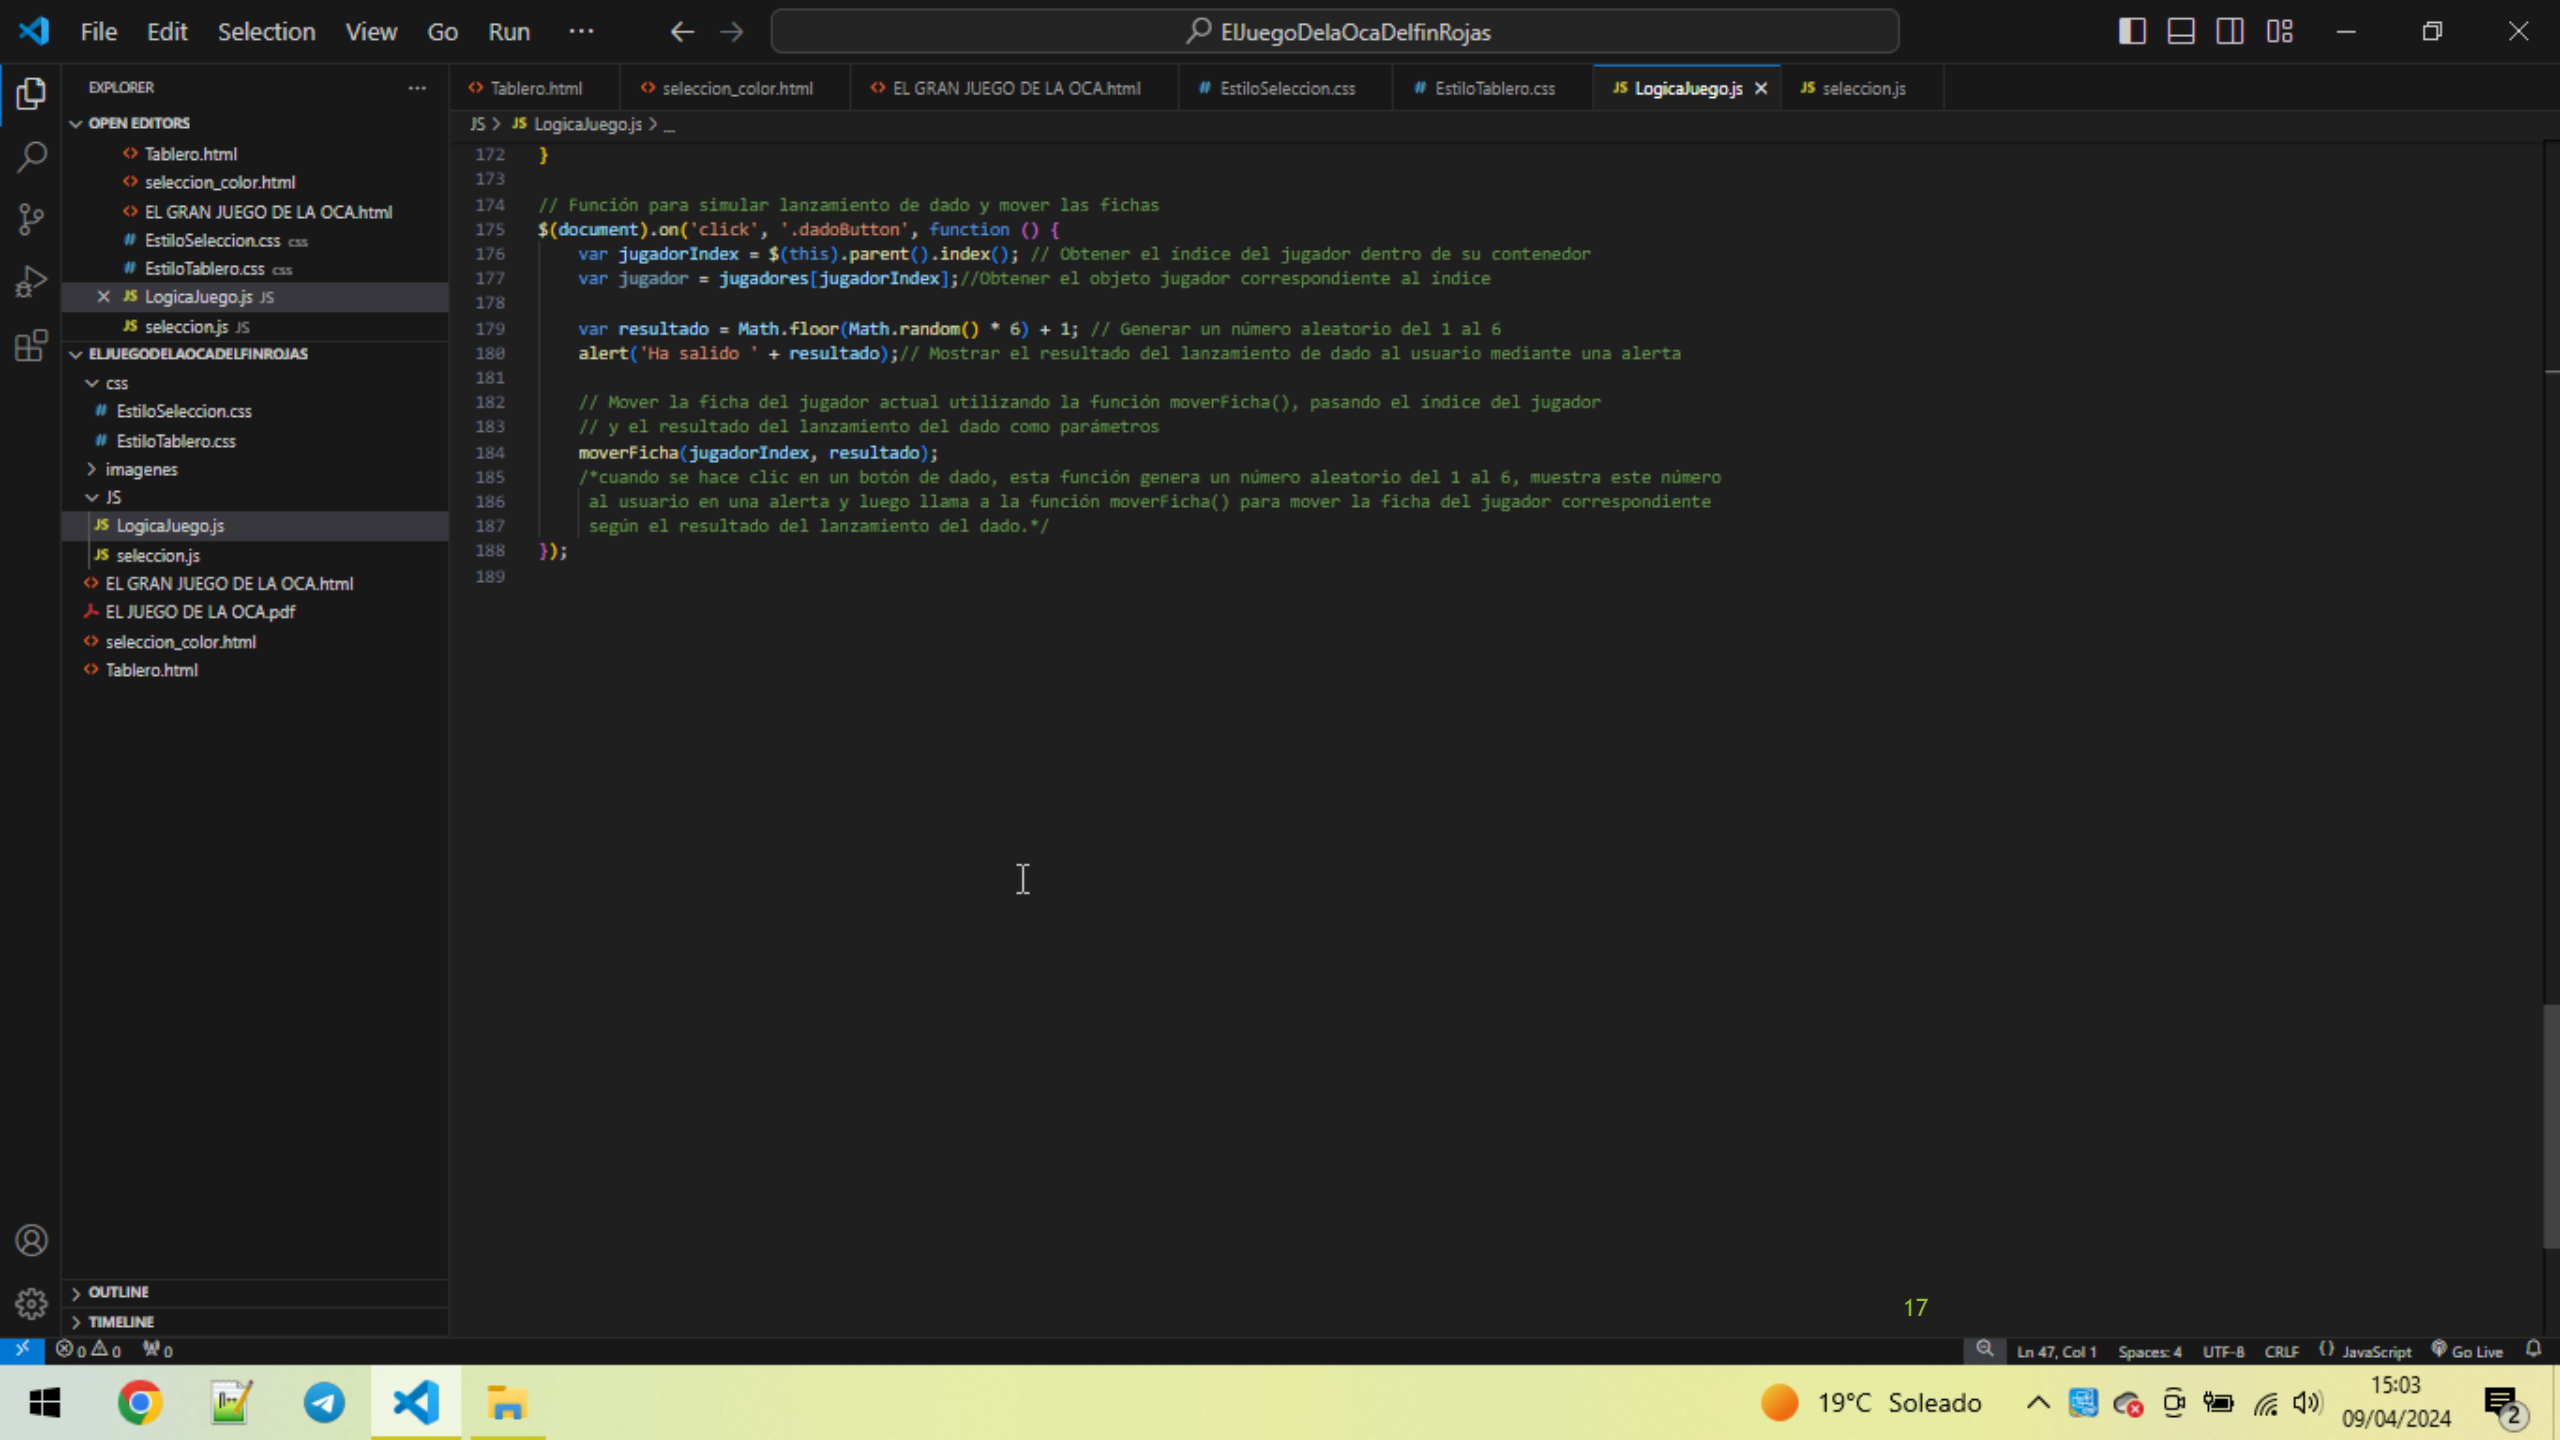 File Edit Selection View Go Run ··· ElJuegoDelaOcaDelfinRojas
EXPLORER ···
OPEN EDITORS
Tablero.html
seleccion_color.html
EL GRAN JUEGO DE LA OCA.html
EstiloSeleccion.css css
EstiloTablero.css css
LogicaJuego.js JS
seleccion.js JS
ELJUEGODELAOCADELFINROJAS
css
EstiloSeleccion.css
EstiloTablero.css
imagenes
JS
LogicaJuego.js
seleccion.js
EL GRAN JUEGO DE LA OCA.html
EL JUEGO DE LA OCA.pdf
seleccion_color.html
Tablero.html
OUTLINE
TIMELINE
Tablero.html seleccion_color.html EL GRAN JUEGO DE LA OCA.html EstiloSeleccion.css EstiloTablero.css JS LogicaJuego.js JS seleccion.js
JS > JS LogicaJuego.js > ...
172 }
173
174 // Función para simular lanzamiento de dado y mover las fichas
175 $(document).on('click', '.dadoButton', function () {
176 var jugadorIndex = $(this).parent().index(); // Obtener el índice del jugador dentro de su contenedor
177 var jugador = jugadores[jugadorIndex];//Obtener el objeto jugador correspondiente al índice
178
179 var resultado = Math.floor(Math.random() * 6) + 1; // Generar un número aleatorio del 1 al 6
180 alert('Ha salido ' + resultado);// Mostrar el resultado del lanzamiento de dado al usuario mediante una alerta
181
182 // Mover la ficha del jugador actual utilizando la función moverFicha(), pasando el índice del jugador
183 // y el resultado del lanzamiento del dado como parámetros
184 moverFicha(jugadorIndex, resultado);
185 /*cuando se hace clic en un botón de dado, esta función genera un número aleatorio del 1 al 6, muestra este número
186 al usuario en una alerta y luego llama a la función moverFicha() para mover la ficha del jugador correspondiente
187 según el resultado del lanzamiento del dado.*/
188 });
189
17
0 0 0 Ln 47, Col 1 Spaces: 4 UTF-8 CRLF {} JavaScript Go Live
19°C Soleado 15:03
09/04/2024 2